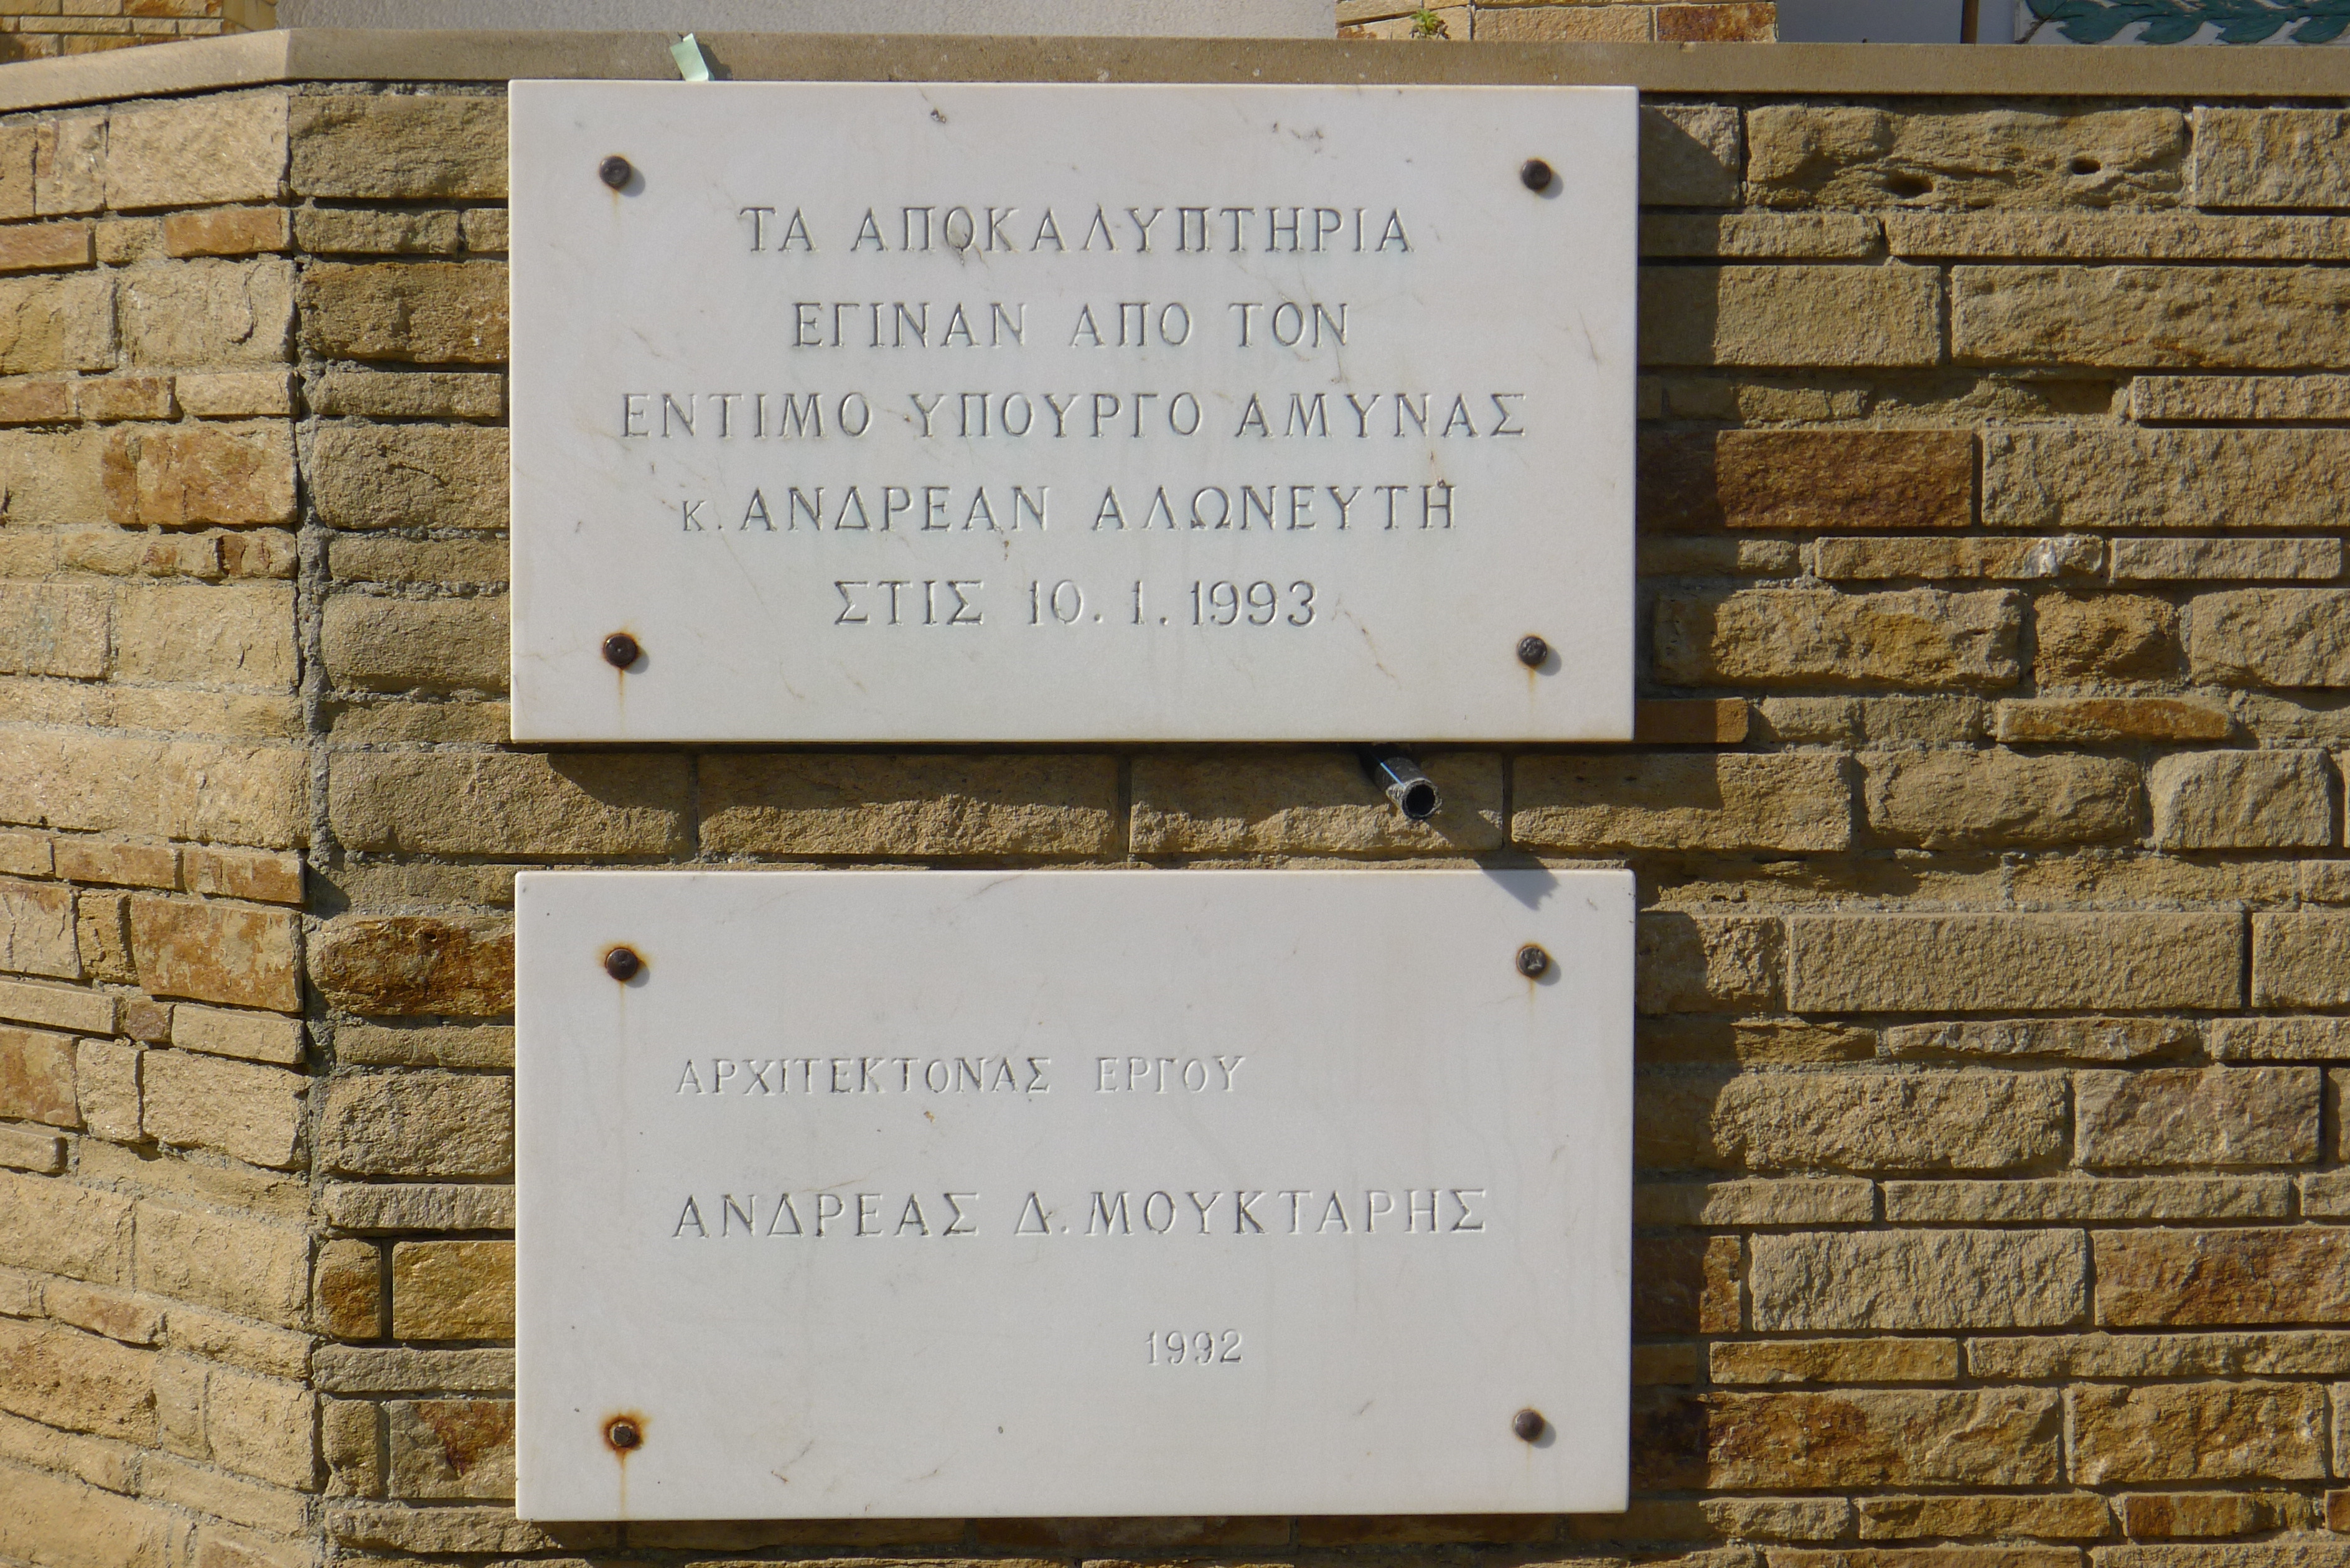 ΤΑ ΑΠΟΚΑΛΥΠΤΗΡΙΑ
ΕΓΙΝΑΝ ΑΠΟ ΤΟΝ
ΕΝΤΙΜΟ ΥΠΟΥΡΓΟ ΑΜΥΝΑΣ
κ. ΑΝΔΡΕΑΝ ΑΛΩΝΕΥΤΗ
ΣΤΙΣ 10. 1. 1993
ΑΡΧΙΤΕΚΤΟΝΑΣ ΕΡΓΟΥ
ΑΝΔΡΕΑΣ Δ. ΜΟΥΚΤΑΡΗΣ
1992